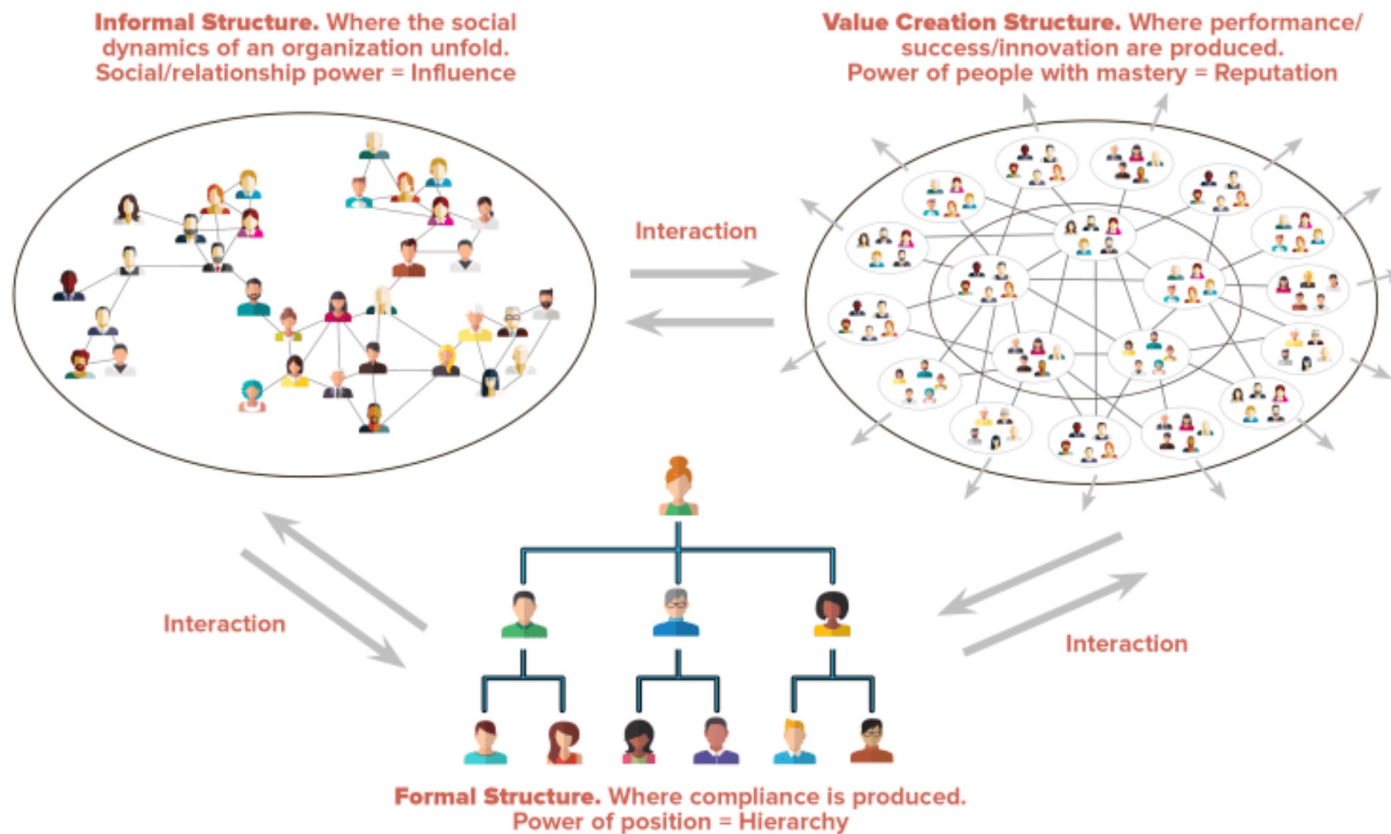 Informal Structure. Where the social
dynamics of an organization unfold.
Social/relationship power = Influence
Value Creation Structure. Where performance/
success/innovation are produced.
Power of people with mastery = Reputation
Interaction
Interaction
Interaction
Formal Structure. Where compliance is produced.
Power of position = Hierarchy